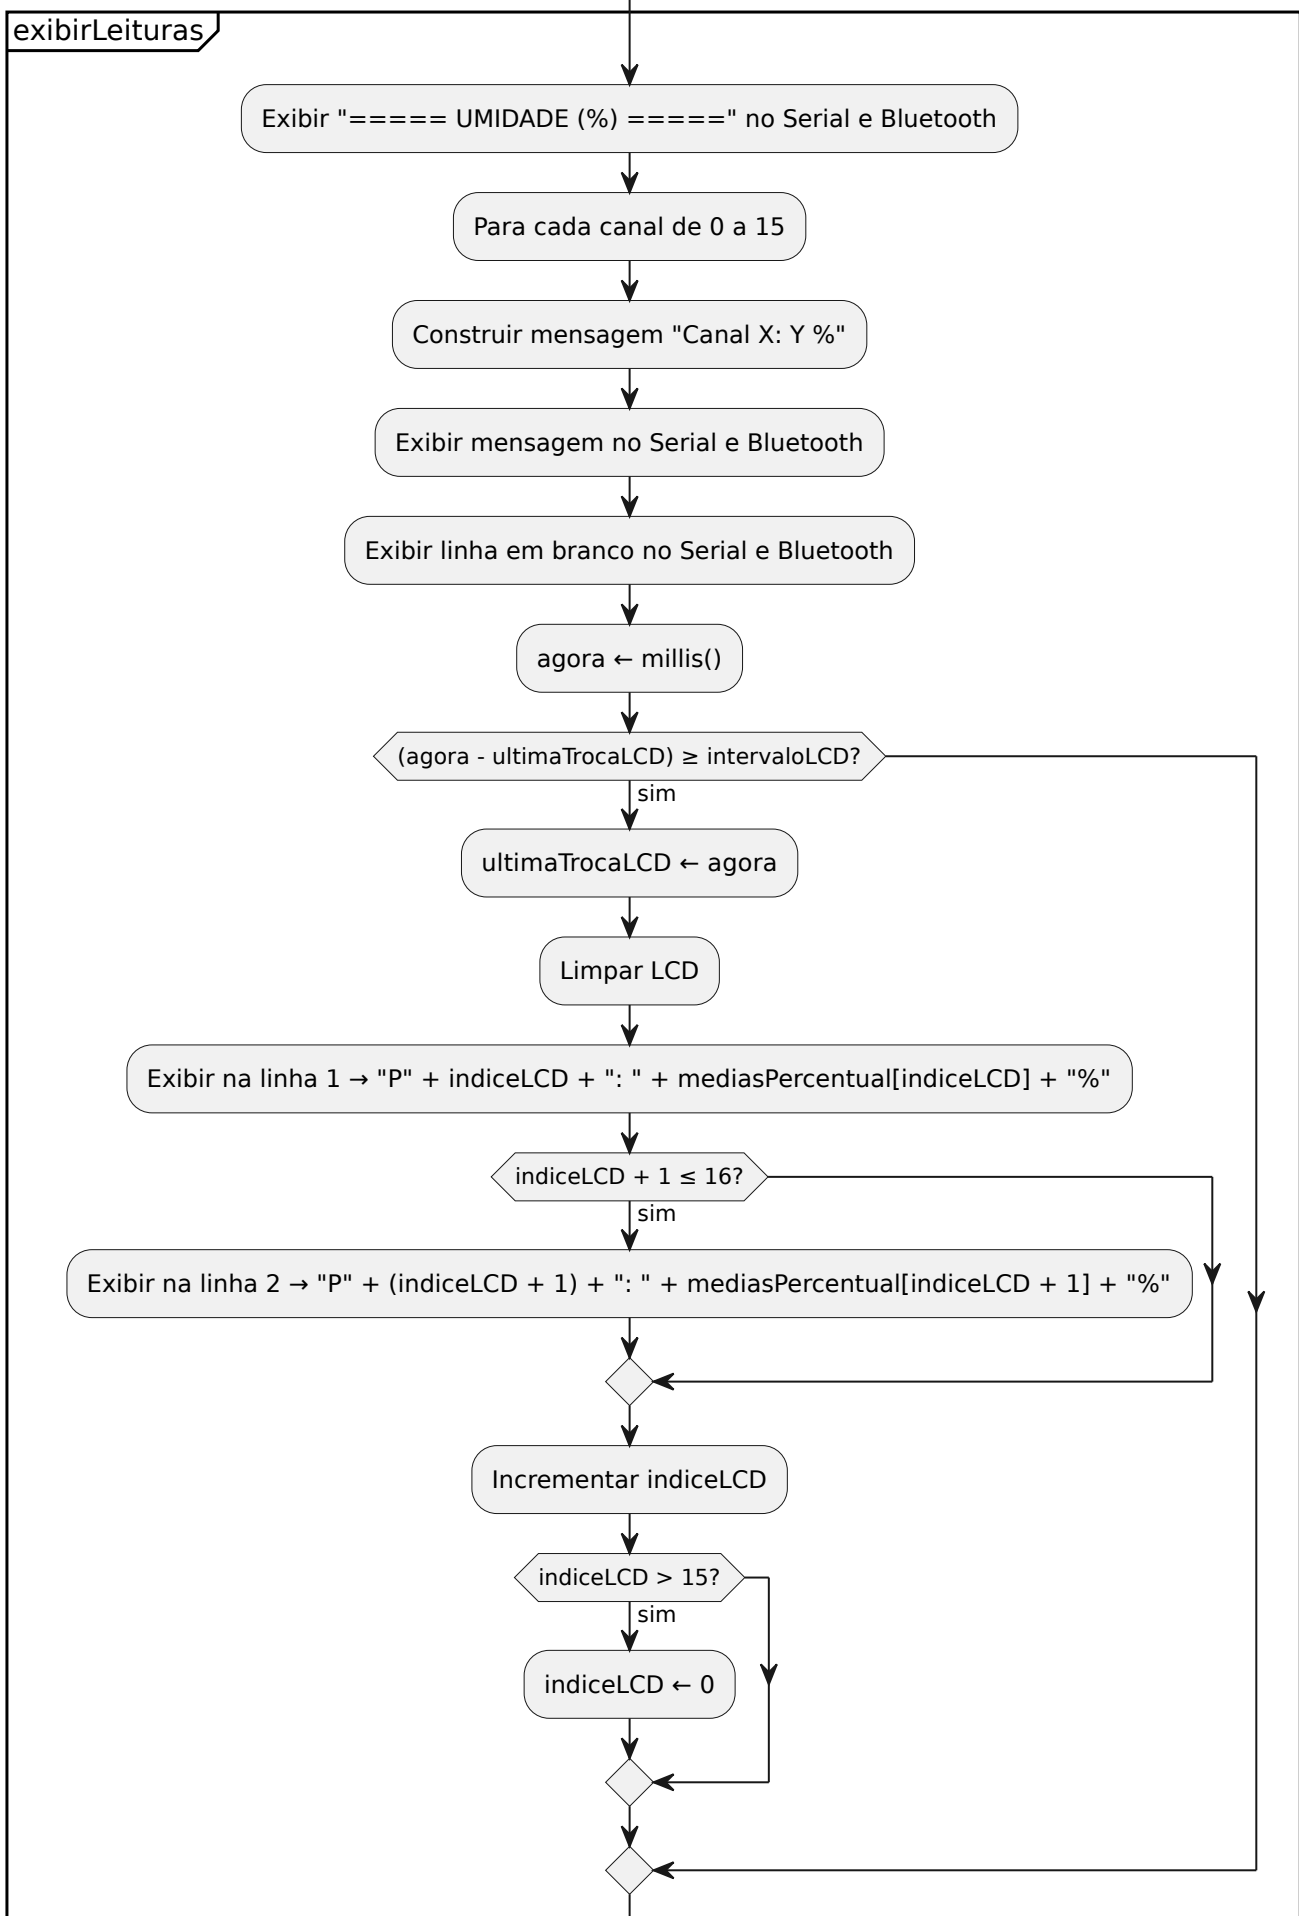 exibirLeituras
Exibir "===== UMIDADE (%) =====" no Serial e Bluetooth
Para cada canal de 0 a 15
Construir mensagem "Canal X: Y %"
Exibir mensagem no Serial e Bluetooth
Exibir linha em branco no Serial e Bluetooth
agora ← millis()
(agora - ultimaTrocaLCD) ≥ intervaloLCD?
sim
ultimaTrocaLCD ← agora
Limpar LCD
Exibir na linha 1 → "P" + indiceLCD + ": " + mediasPercentual[indiceLCD] + "%"
indiceLCD + 1 ≤ 16?
sim
Exibir na linha 2 → "P" + (indiceLCD + 1) + ": " + mediasPercentual[indiceLCD + 1] + "%"
Incrementar indiceLCD
indiceLCD > 15?
sim
indiceLCD ← 0